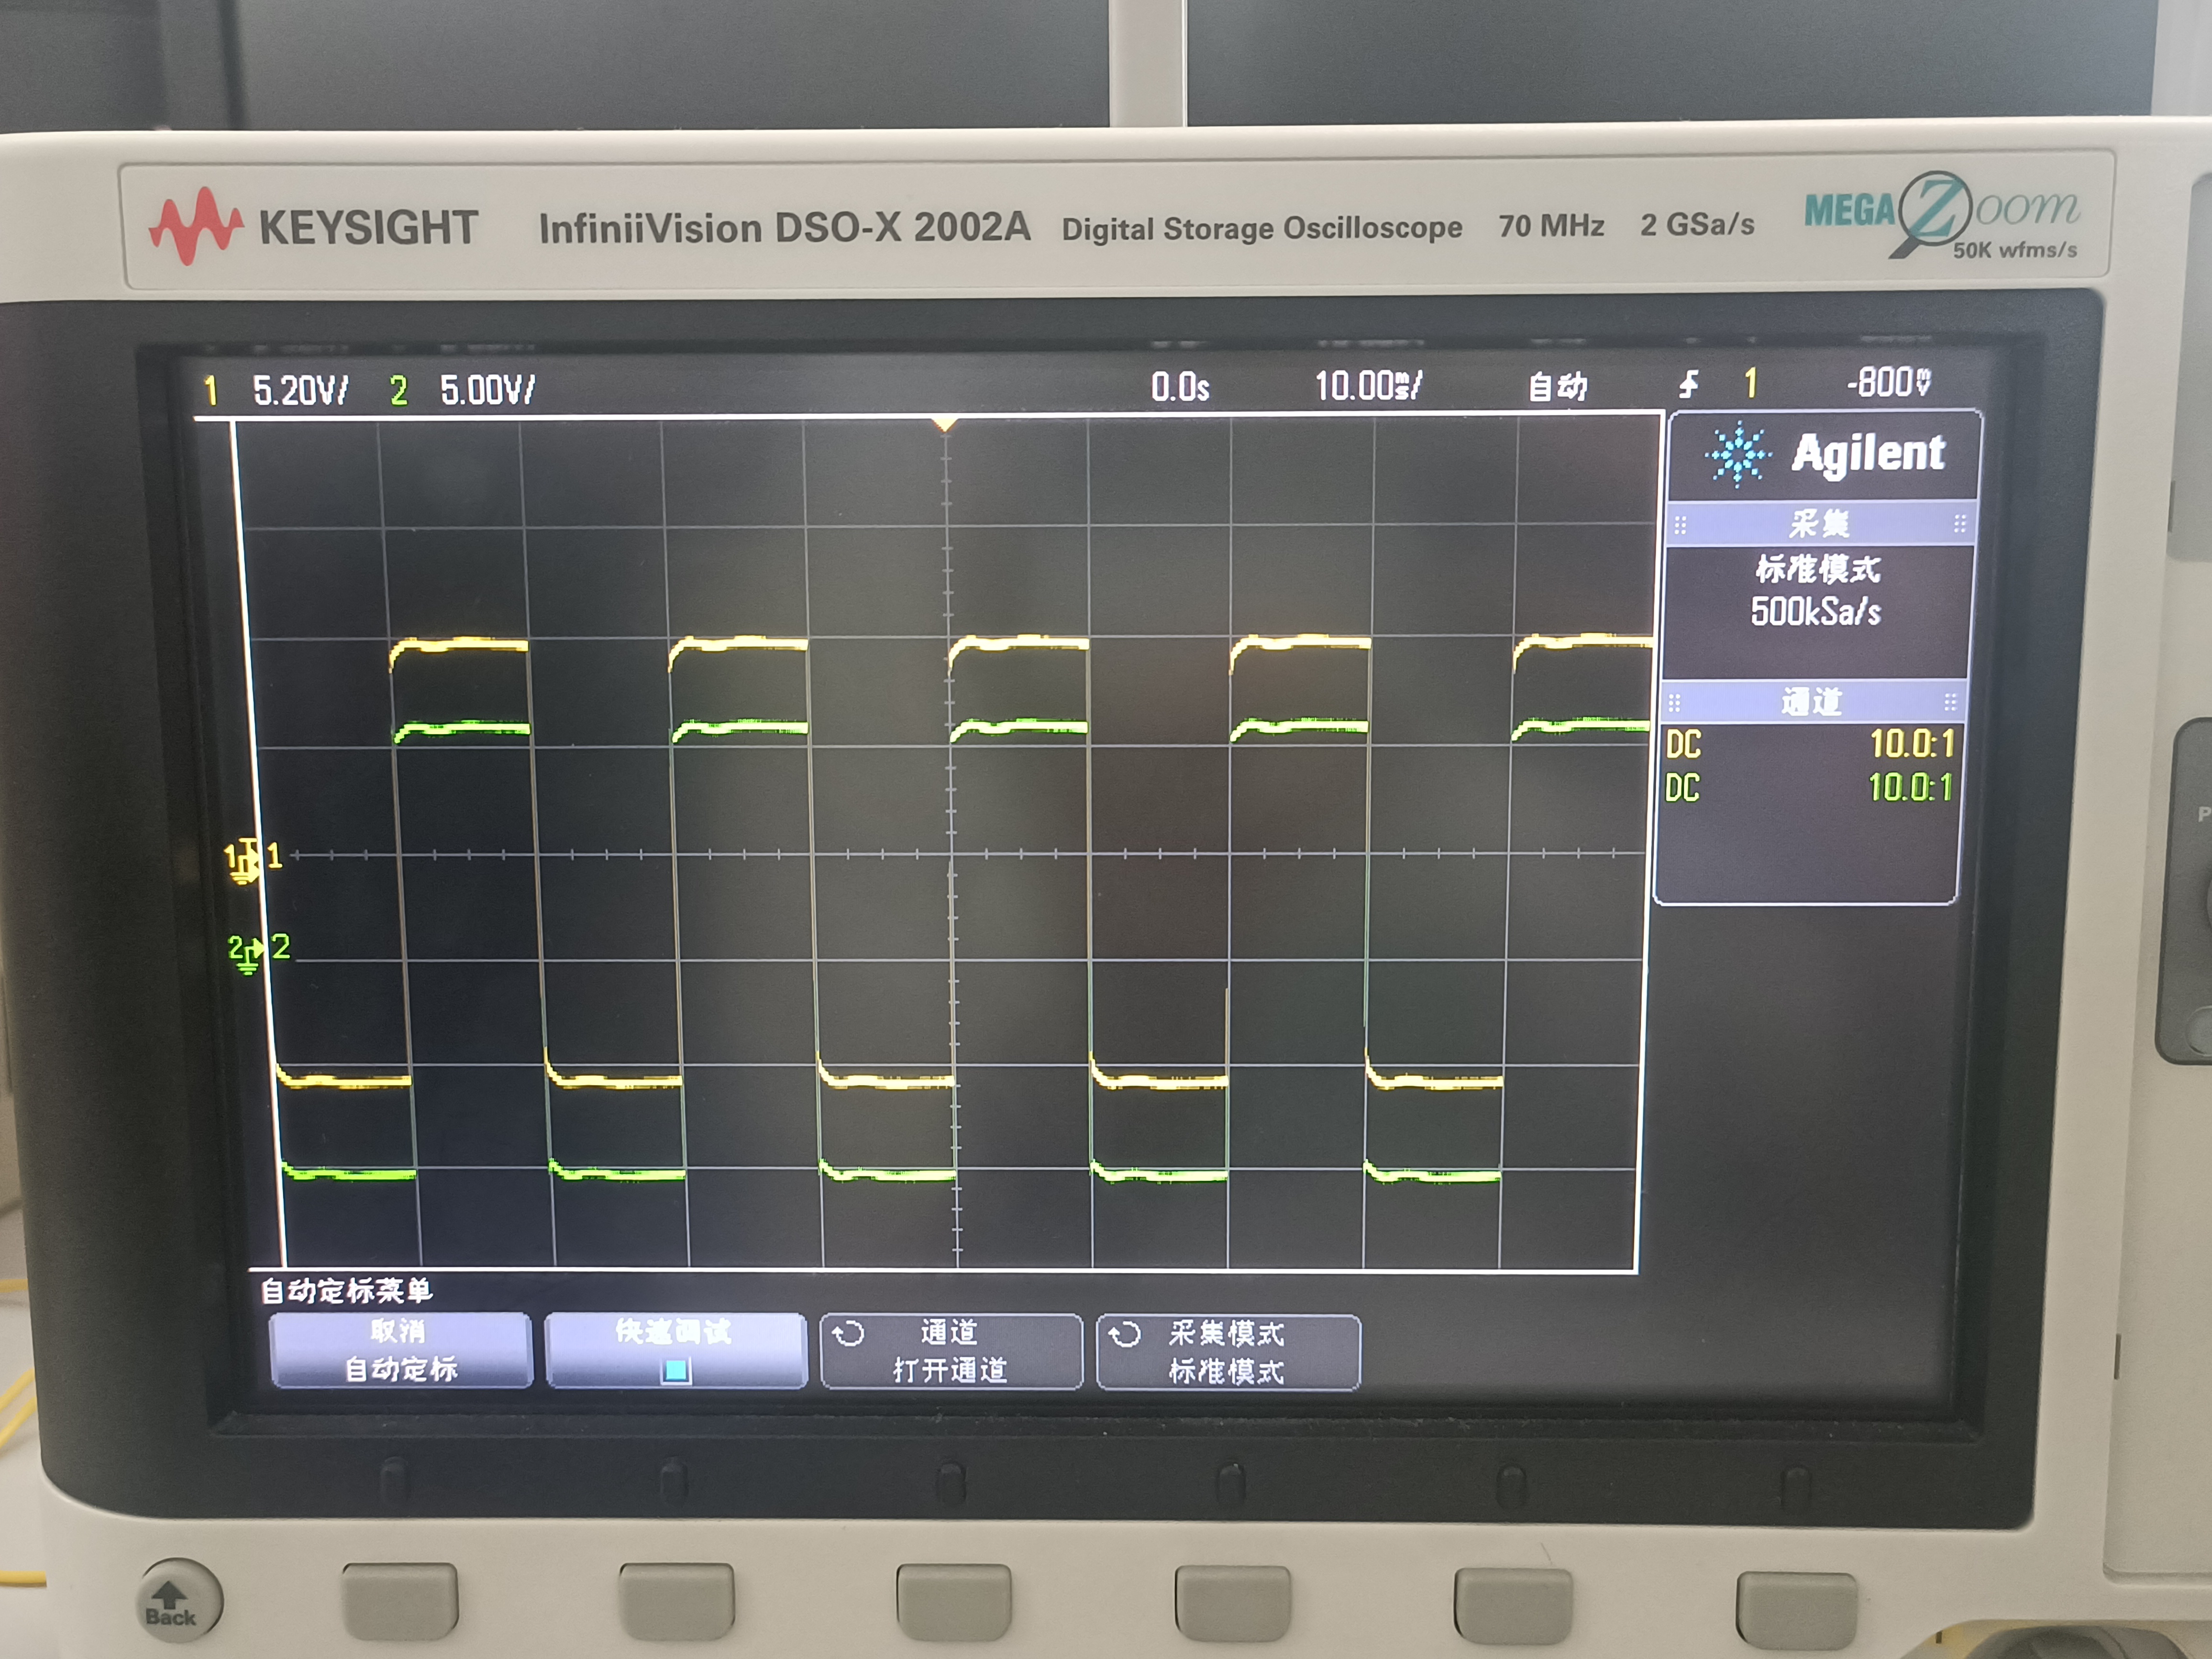 KEYSIGHT InfiniiVision DSO-X 2002A Digital Storage Oscilloscope 70 MHz 2 GSa/s MEGA Zoom
50K wfms/s
1 5.20V/ 2 5.00V/ 0.0s 10.00ms/ 自动 1 -800mV
Agilent
采集
标准模式
500kSa/s
通道
DC 10.0:1
DC 10.0:1
1 1
2 2
自动定标菜单
取消
自动定标
快速调试
通道
打开通道
采集模式
标准模式
Back